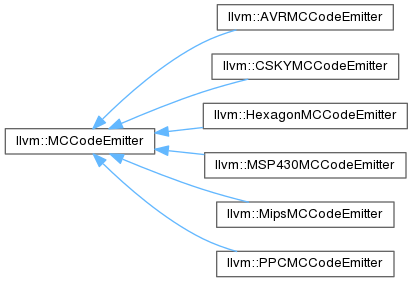 llvm::AVRMCCodeEmitter
llvm::CSKYMCCodeEmitter
llvm::HexagonMCCodeEmitter
llvm::MCCodeEmitter
llvm::MSP430MCCodeEmitter
llvm::MipsMCCodeEmitter
llvm::PPCMCCodeEmitter